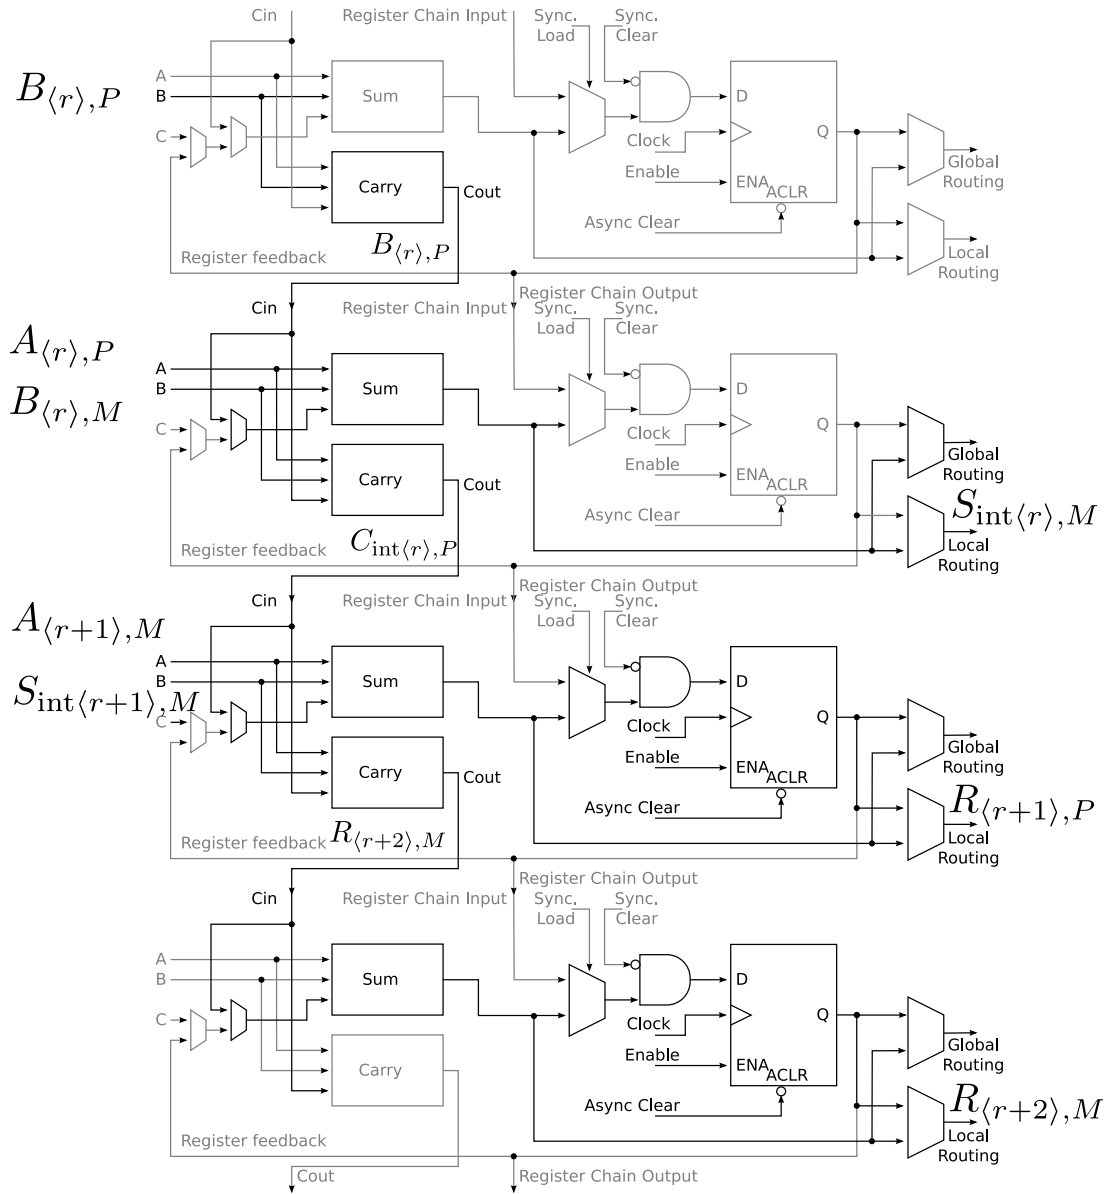 Cin Register Chain Input Sync. Load Sync. Clear
B⟨r⟩,P
A
B
C
Sum
D
Q
Clock
Enable
ENA
ACLR
Global Routing
Carry
Cout
Async Clear
B⟨r⟩,P
Local Routing
Register feedback
Register Chain Output
Cin Register Chain Input Sync. Load Sync. Clear
A⟨r⟩,P
B⟨r⟩,M
A
B
C
Sum
D
Q
Clock
Enable
ENA
ACLR
Global Routing
Carry
Cout
Async Clear
S int⟨r⟩,M
C int⟨r⟩,P
Local Routing
Register feedback
Register Chain Output
Cin Register Chain Input Sync. Load Sync. Clear
A⟨r+1⟩,M
S int⟨r+1⟩,M
A
B
C
Sum
D
Q
Clock
Enable
ENA
ACLR
Global Routing
Carry
Cout
Async Clear
R⟨r+1⟩,P
R⟨r+2⟩,M
Local Routing
Register feedback
Register Chain Output
Cin Register Chain Input Sync. Load Sync. Clear
A
B
C
Sum
D
Q
Clock
Enable
ENA
ACLR
Global Routing
Carry
Async Clear
R⟨r+2⟩,M
Local Routing
Register feedback
Cout
Register Chain Output